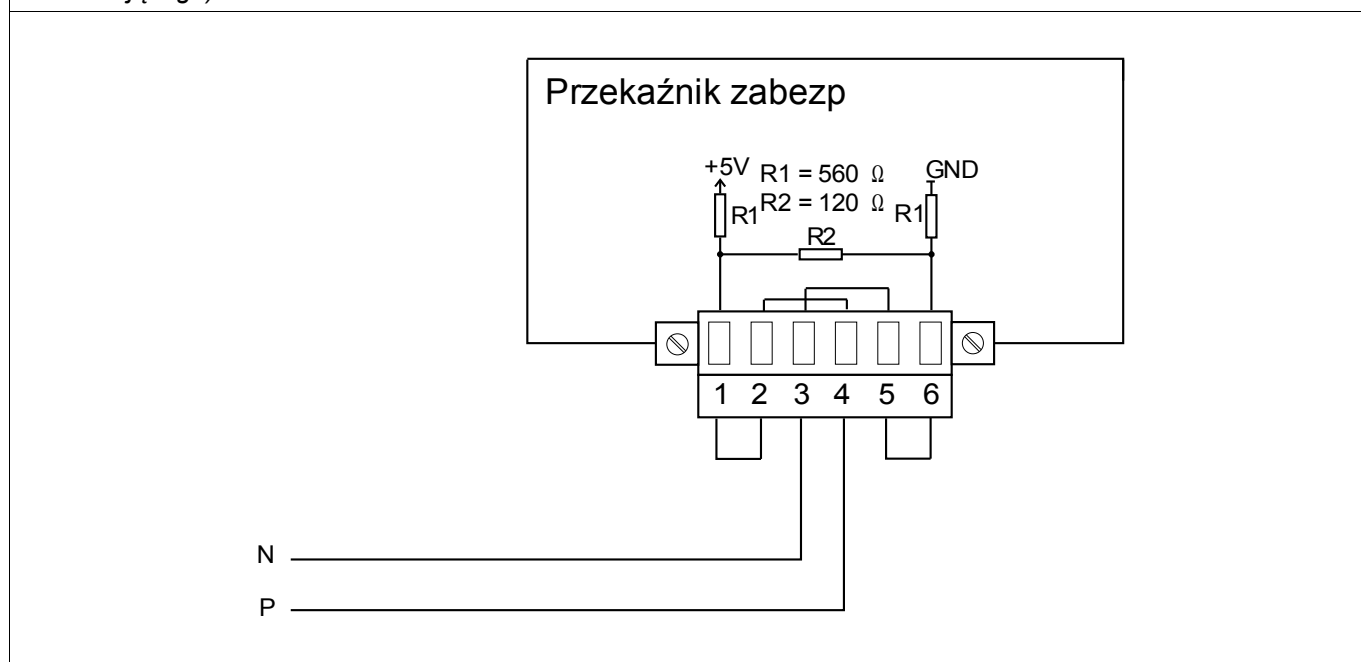 Przekaźnik zabezp
+5V R1 = 560 Ω GND
R1 R2 = 120 Ω R1
R2
1 2 3 4 5 6
N
P